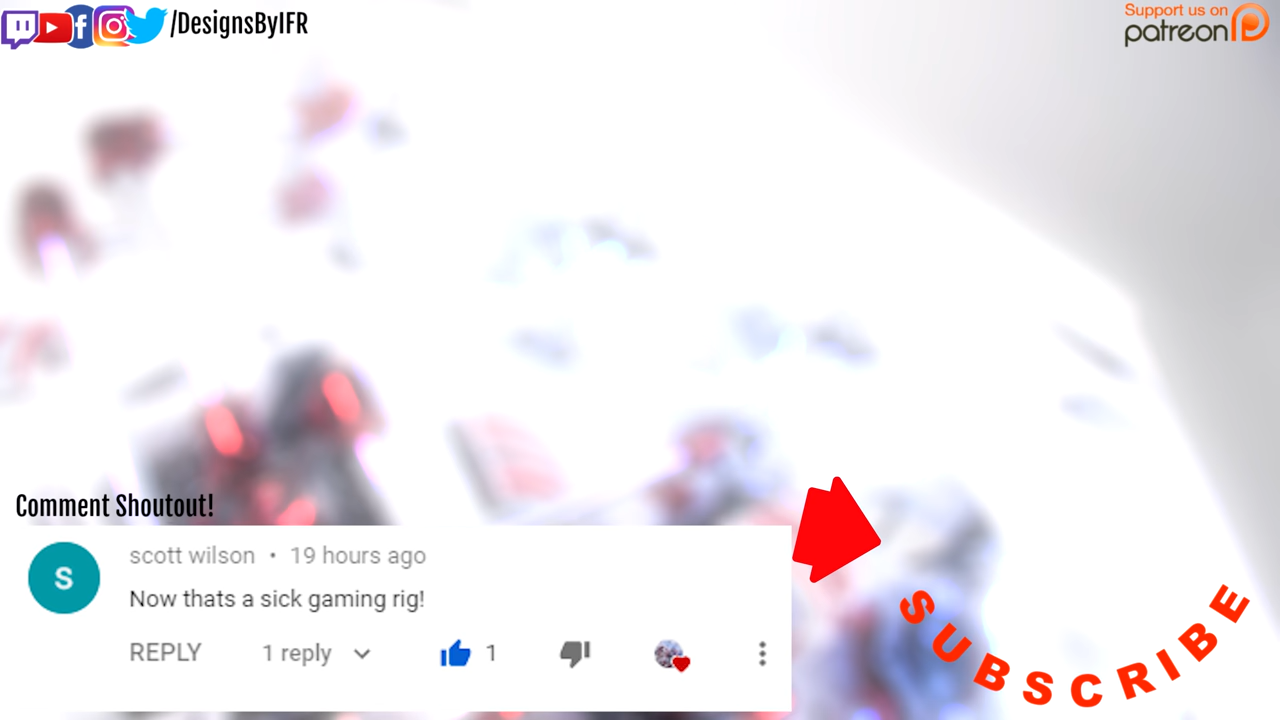 /DesignsByIFR
Support us on
patreon
Comment Shoutout!
S
scott wilson • 19 hours ago
Now thats a sick gaming rig!
REPLY 1 reply 1
SUBSCRIBE